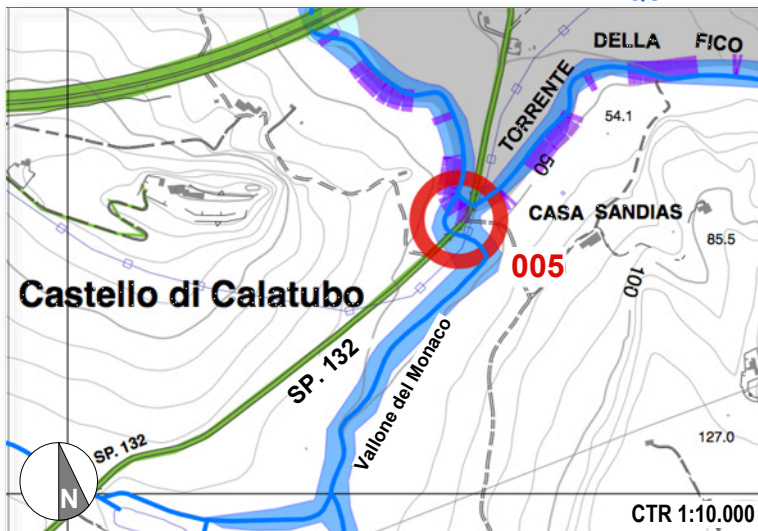 DELLA FICO
TORRENTE
54.1
50
CASA SANDIAS
85.5
005
100
Castello di Calatubo
SP. 132
Vallone del Monaco
SP. 132
127.0
N
CTR 1:10.000